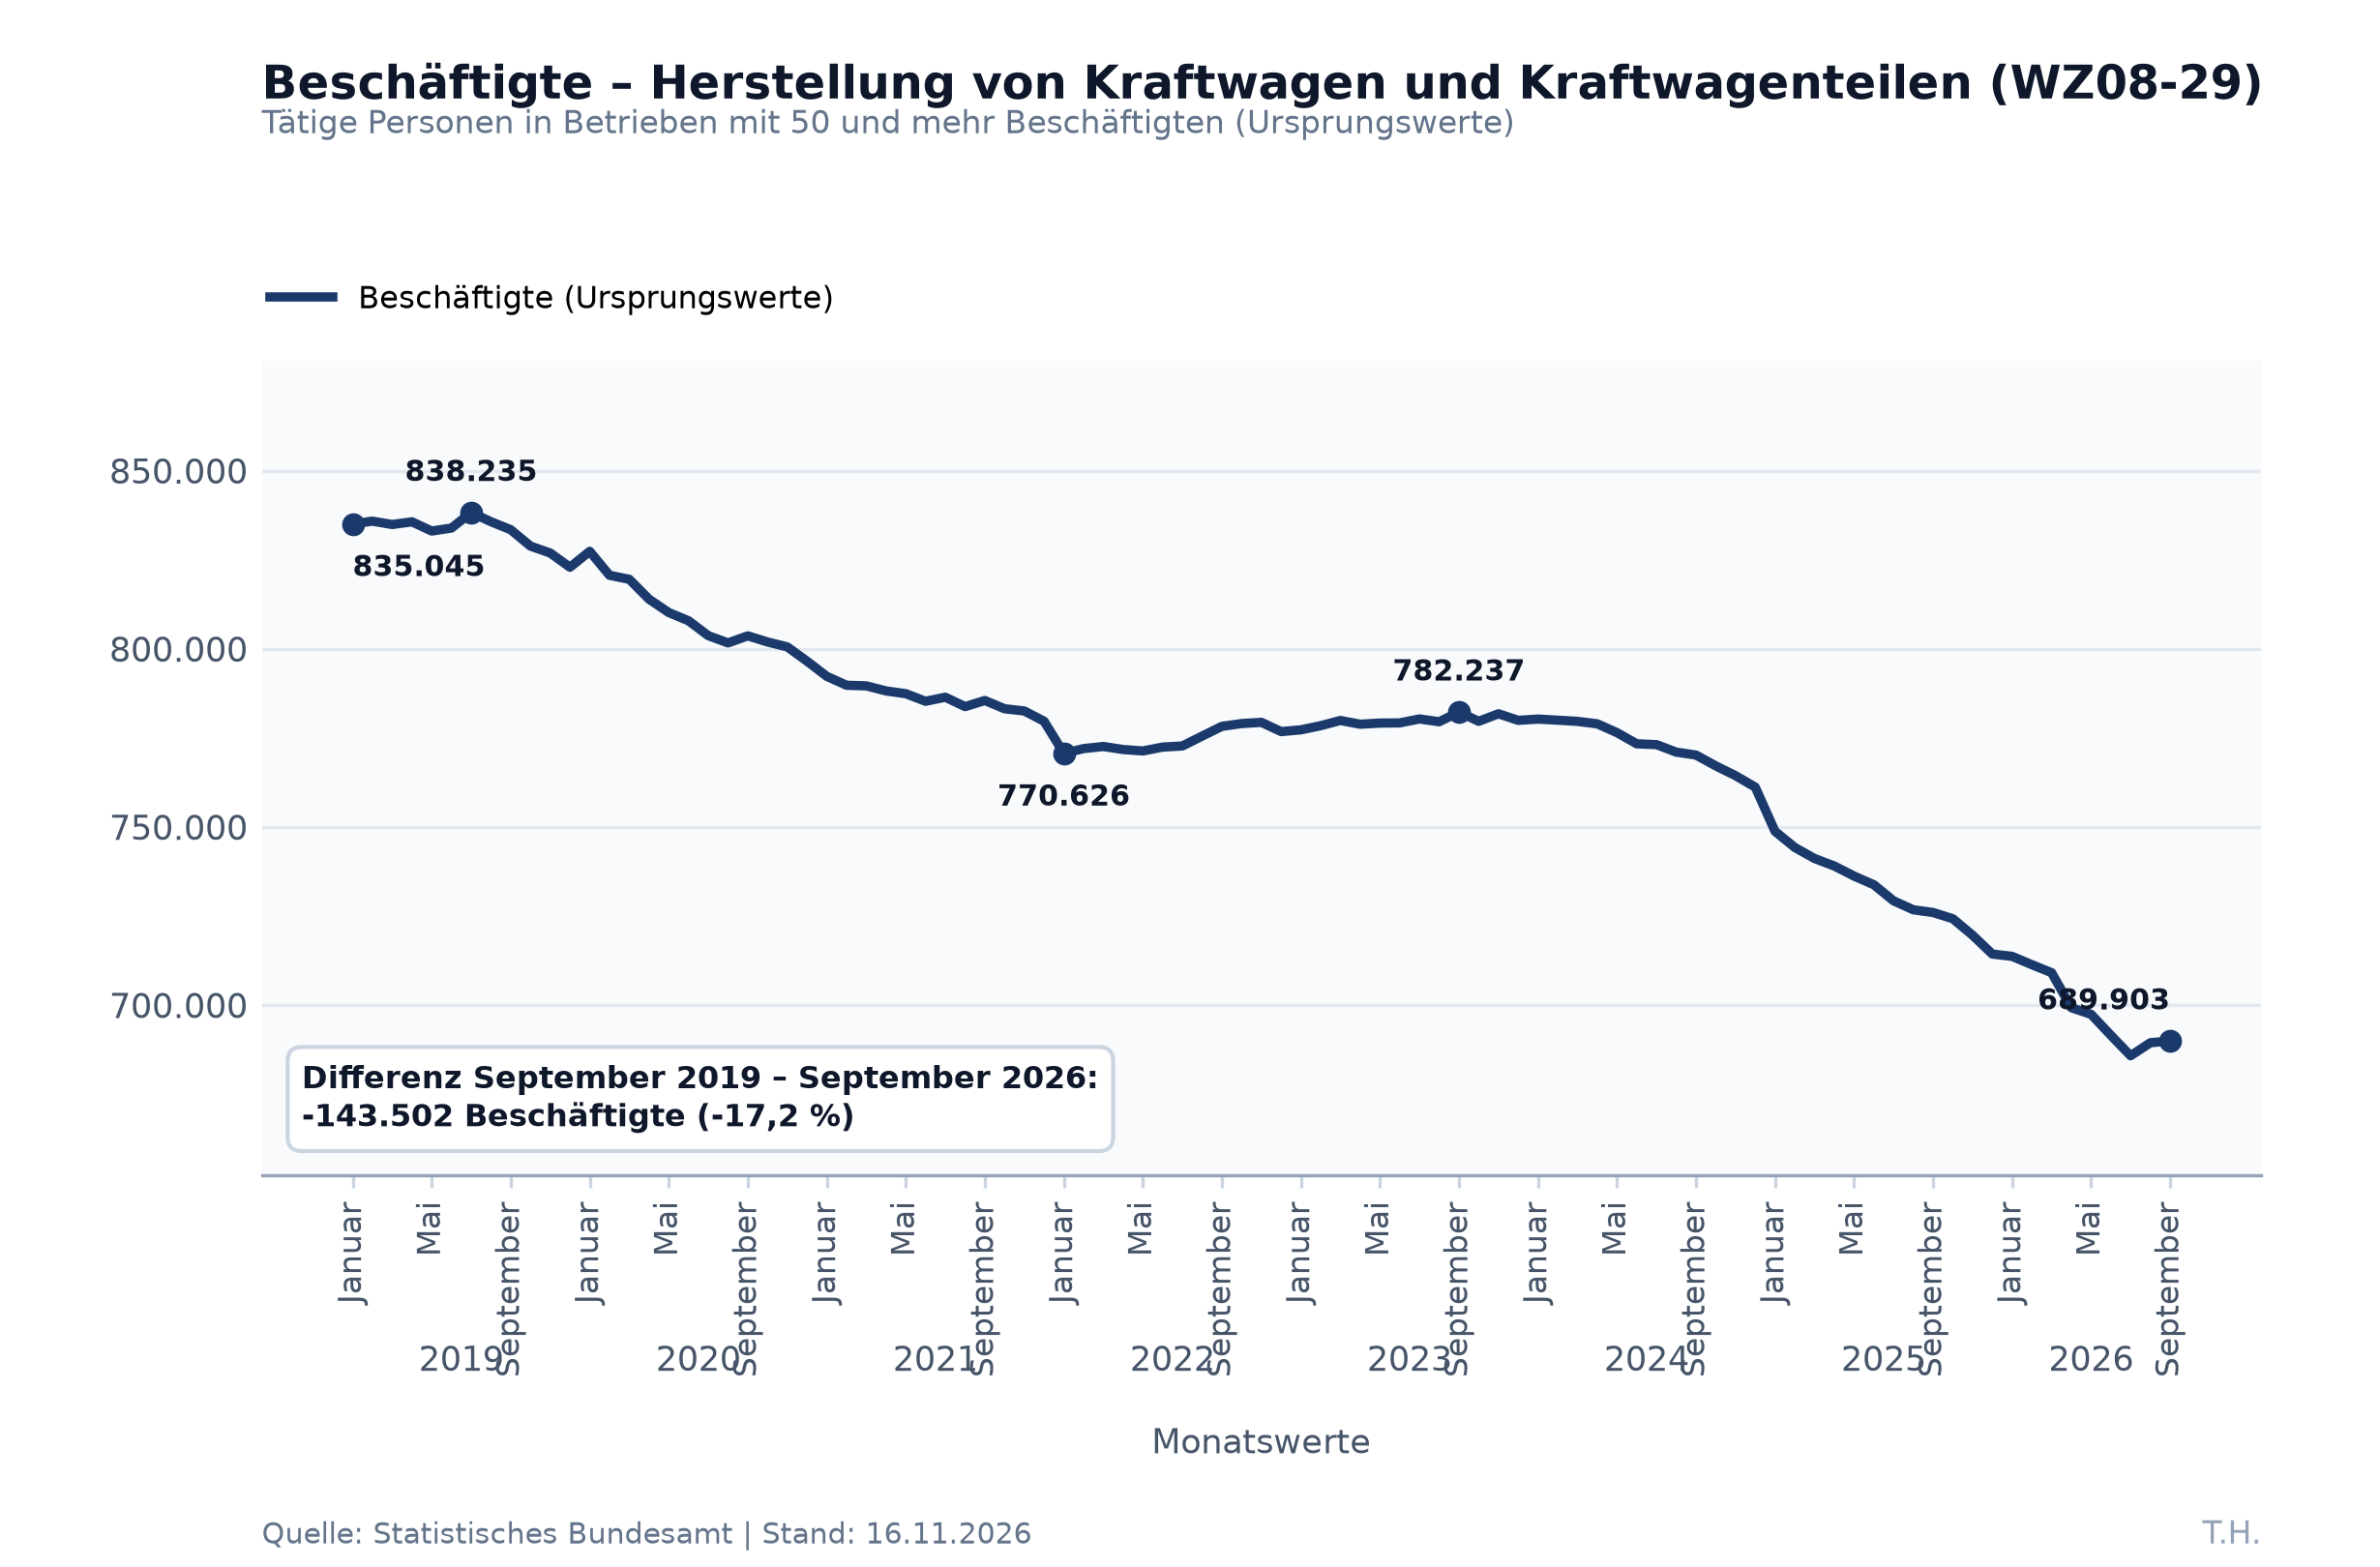 Beschäftigte – Herstellung von Kraftwagen und Kraftwagenteilen (WZ08-29)
Tätige Personen in Betrieben mit 50 und mehr Beschäftigten (Ursprungswerte)
Beschäftigte (Ursprungswerte)
850.000
838.235
835.045
800.000
782.237
770.626
750.000
700.000
689.903
Differenz September 2019 – September 2026:
-143.502 Beschäftigte (-17,2 %)
Januar Mai September Januar Mai September Januar Mai September Januar Mai September Januar Mai September Januar Mai September Januar Mai September Januar Mai September
2019 2020 2021 2022 2023 2024 2025 2026
Monatswerte
Quelle: Statistisches Bundesamt | Stand: 16.11.2026
T.H.